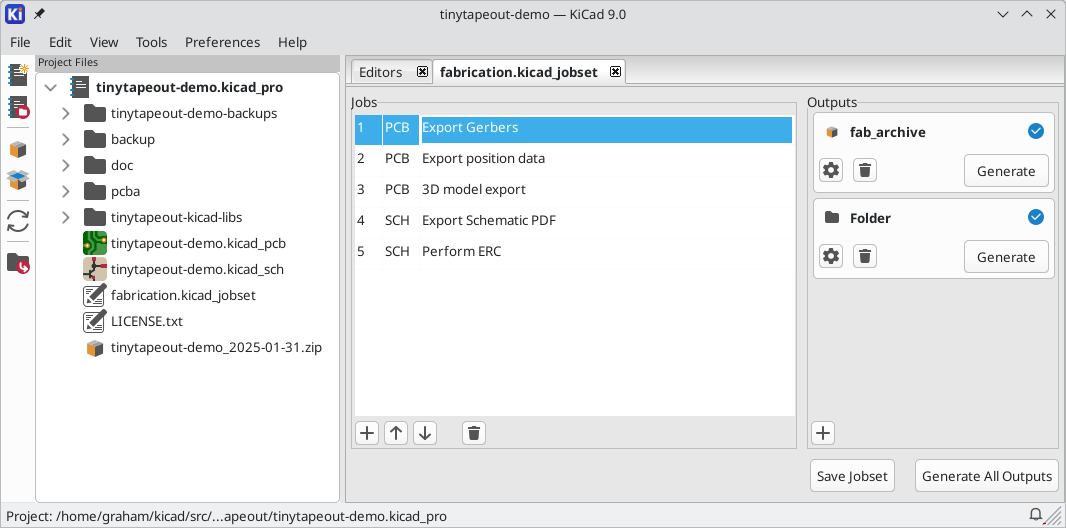 Ki
tinytapeout-demo — KiCad 9.0
File Edit View Tools Preferences Help
Project Files
tinytapeout-demo.kicad_pro
tinytapeout-demo-backups
backup
doc
pcba
tinytapeout-kicad-libs
tinytapeout-demo.kicad_pcb
tinytapeout-demo.kicad_sch
fabrication.kicad_jobset
LICENSE.txt
tinytapeout-demo_2025-01-31.zip
Editors fabrication.kicad_jobset
Jobs
1 PCB Export Gerbers
2 PCB Export position data
3 PCB 3D model export
4 SCH Export Schematic PDF
5 SCH Perform ERC
Outputs
fab_archive
Generate
Folder
Generate
Save Jobset Generate All Outputs
Project: /home/graham/kicad/src/...apeout/tinytapeout-demo.kicad_pro